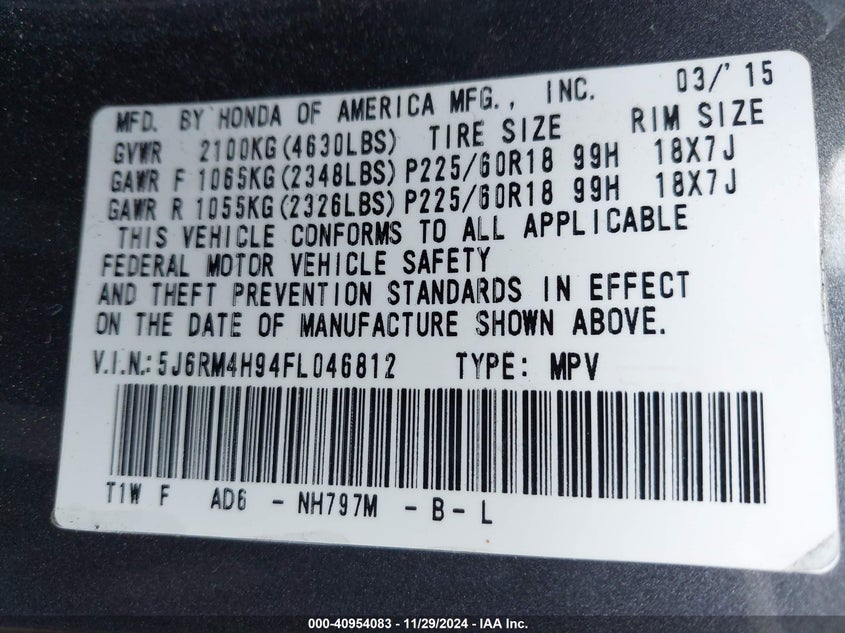 MFD. BY HONDA OF AMERICA MFG., INC. 03/'15
GVWR 2100KG(4630LBS) TIRE SIZE RIM SIZE
GAWR F 1065KG(2348LBS) P225/60R18 99H 18X7J
GAWR R 1055KG(2326LBS) P225/60R18 99H 18X7J
THIS VEHICLE CONFORMS TO ALL APPLICABLE
FEDERAL MOTOR VEHICLE SAFETY
AND THEFT PREVENTION STANDARDS IN EFFECT
ON THE DATE OF MANUFACTURE SHOWN ABOVE.
V.I.N.: 5J6RM4H94FL046812 TYPE: MPV
T1W F AD6 - NH797M - B - L
000-40954083 - 11/29/2024 - IAA Inc.